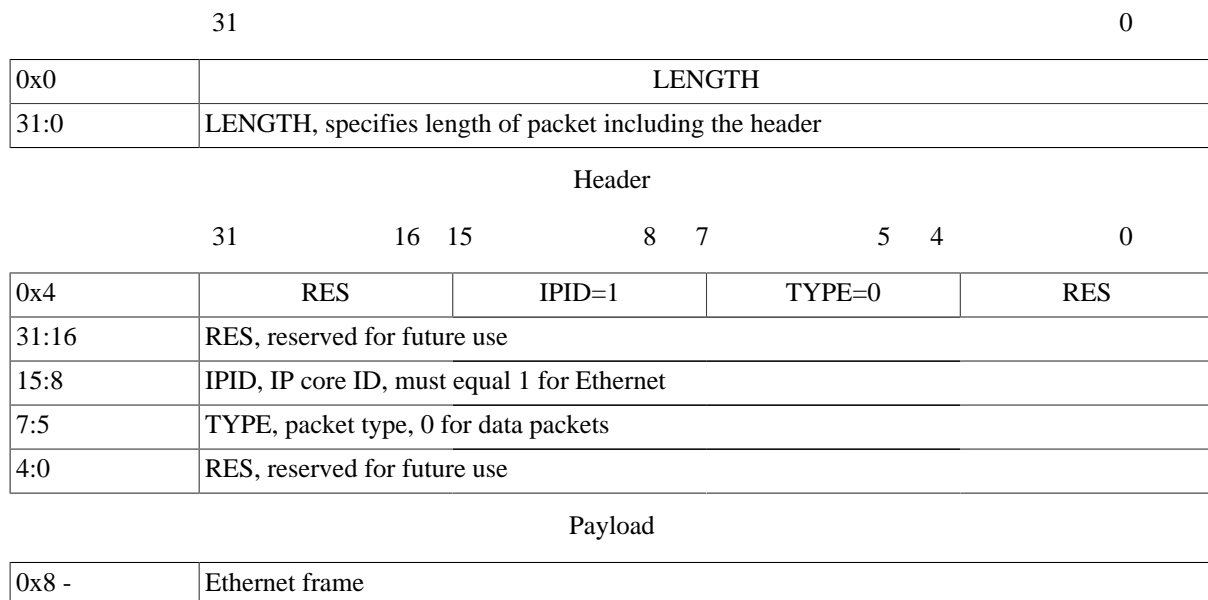 31 0
0x0 LENGTH
31:0 LENGTH, specifies length of packet including the header
Header
31 16 15 8 7 5 4 0
0x4 RES IPID=1 TYPE=0 RES
31:16 RES, reserved for future use
15:8 IPID, IP core ID, must equal 1 for Ethernet
7:5 TYPE, packet type, 0 for data packets
4:0 RES, reserved for future use
Payload
0x8 - Ethernet frame